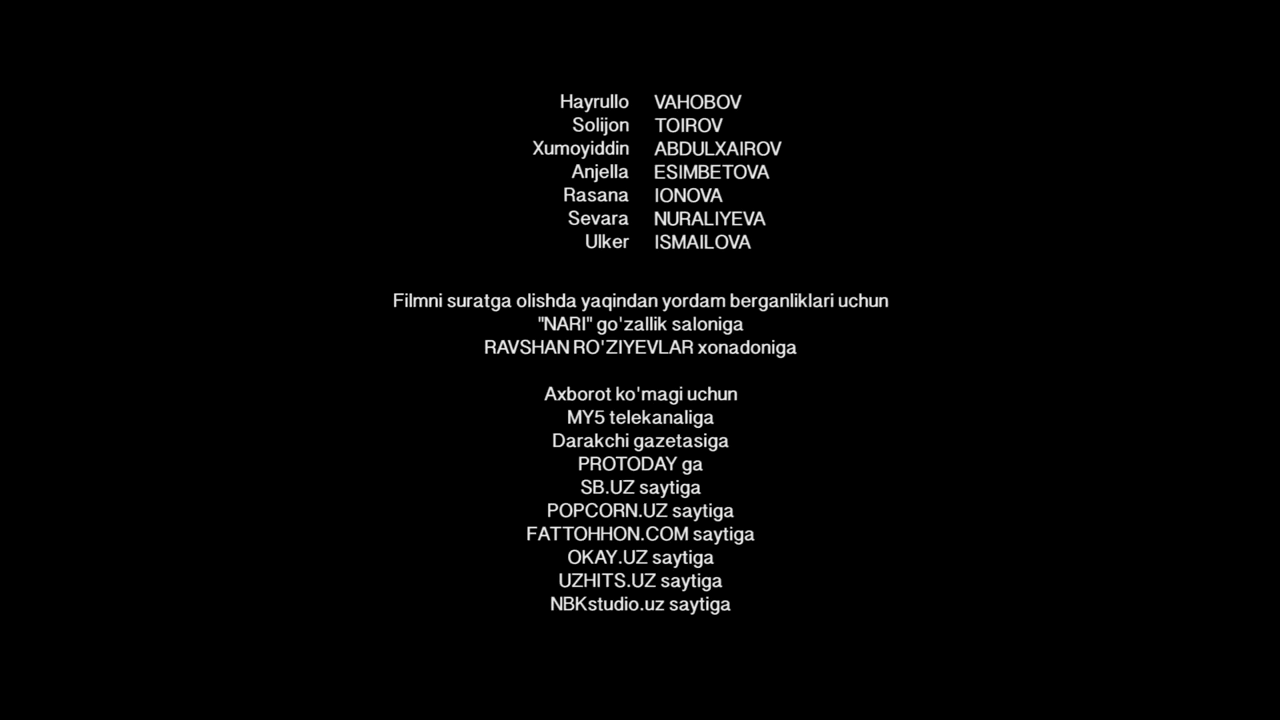 Hayrullo VAHOBOV
Solijon TOIROV
Xumoyiddin ABDULXAIROV
Anjella ESIMBETOVA
Rasana IONOVA
Sevara NURALIYEVA
Ulker ISMAILOVA
Filmni suratga olishda yaqindan yordam berganliklari uchun
"NARI" go'zallik saloniga
RAVSHAN RO'ZIYEVLAR xonadoniga
Axborot ko'magi uchun
MY5 telekanaliga
Darakchi gazetasiga
PROTODAY ga
SB.UZ saytiga
POPCORN.UZ saytiga
FATTOHHON.COM saytiga
OKAY.UZ saytiga
UZHITS.UZ saytiga
NBKstudio.uz saytiga